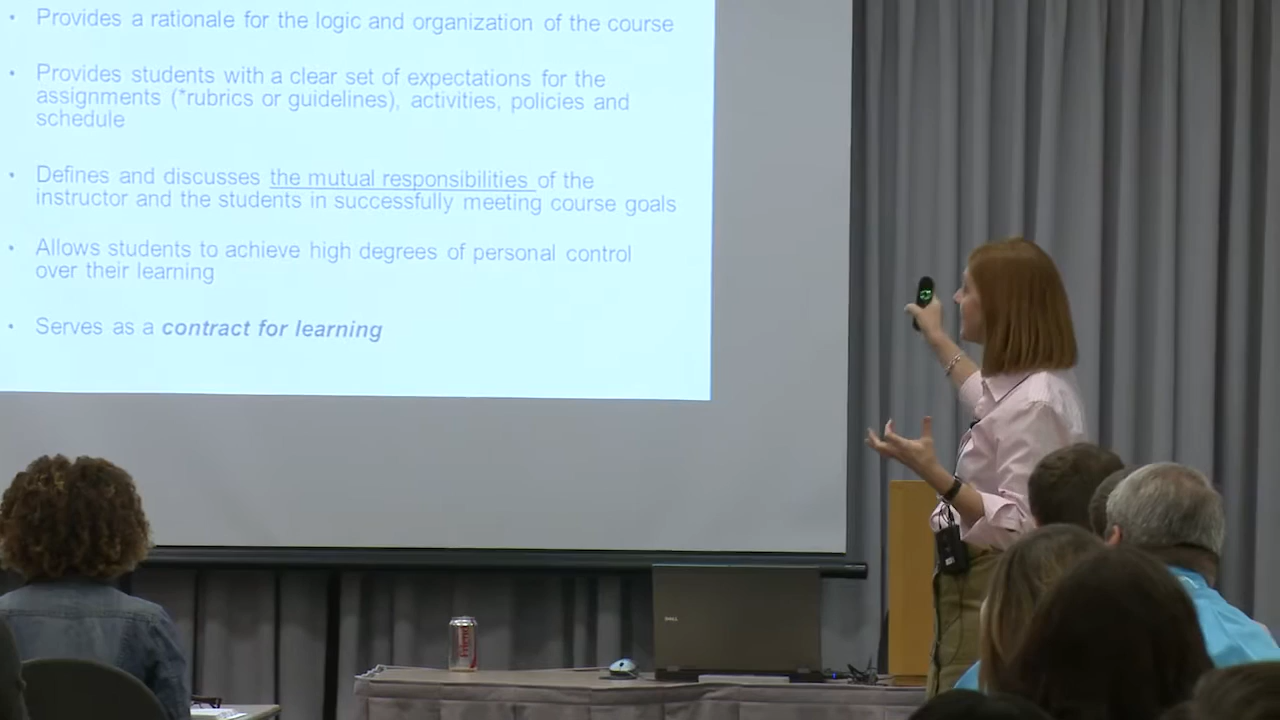 • Provides a rationale for the logic and organization of the course
• Provides students with a clear set of expectations for the
assignments (*rubrics or guidelines), activities, policies and
schedule
• Defines and discusses the mutual responsibilities of the
instructor and the students in successfully meeting course goals
• Allows students to achieve high degrees of personal control
over their learning
• Serves as a contract for learning
DELL